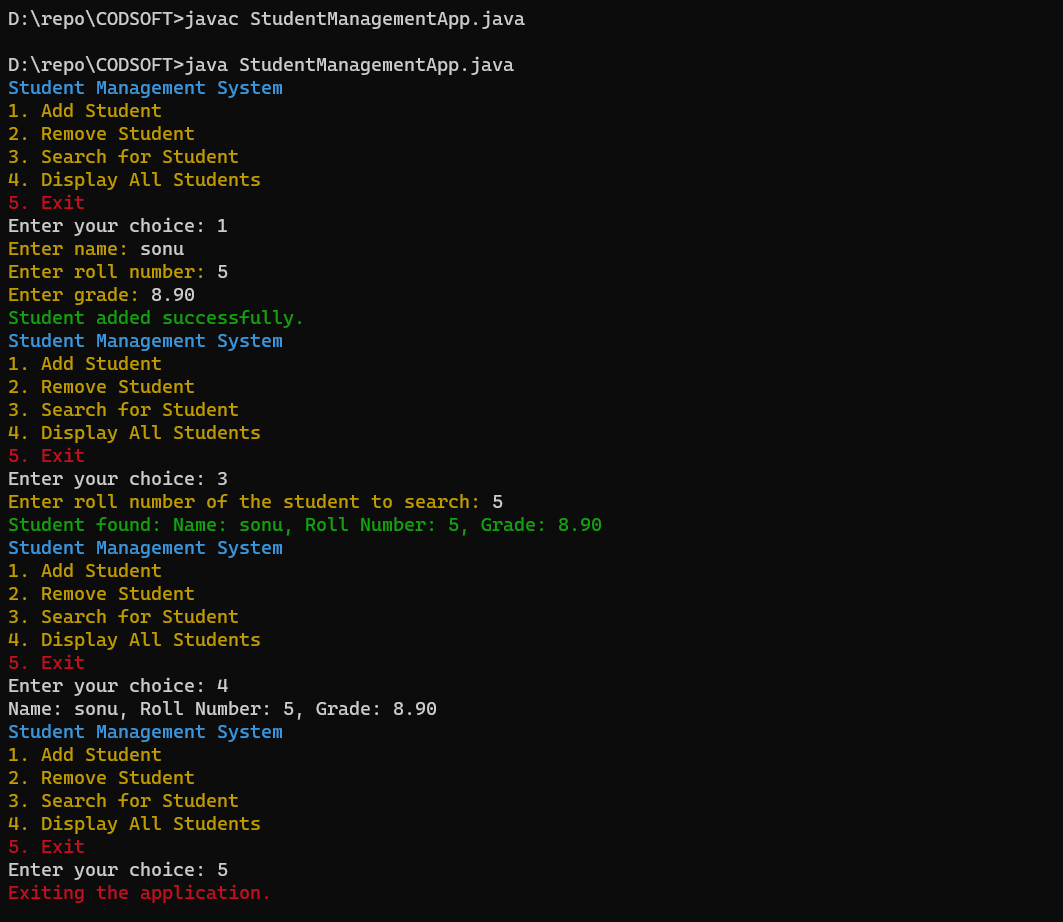 D:\repo\CODSOFT>javac StudentManagementApp.java
D:\repo\CODSOFT>java StudentManagementApp.java
Student Management System
1. Add Student
2. Remove Student
3. Search for Student
4. Display All Students
5. Exit
Enter your choice: 1
Enter name: sonu
Enter roll number: 5
Enter grade: 8.90
Student added successfully.
Student Management System
1. Add Student
2. Remove Student
3. Search for Student
4. Display All Students
5. Exit
Enter your choice: 3
Enter roll number of the student to search: 5
Student found: Name: sonu, Roll Number: 5, Grade: 8.90
Student Management System
1. Add Student
2. Remove Student
3. Search for Student
4. Display All Students
5. Exit
Enter your choice: 4
Name: sonu, Roll Number: 5, Grade: 8.90
Student Management System
1. Add Student
2. Remove Student
3. Search for Student
4. Display All Students
5. Exit
Enter your choice: 5
Exiting the application.